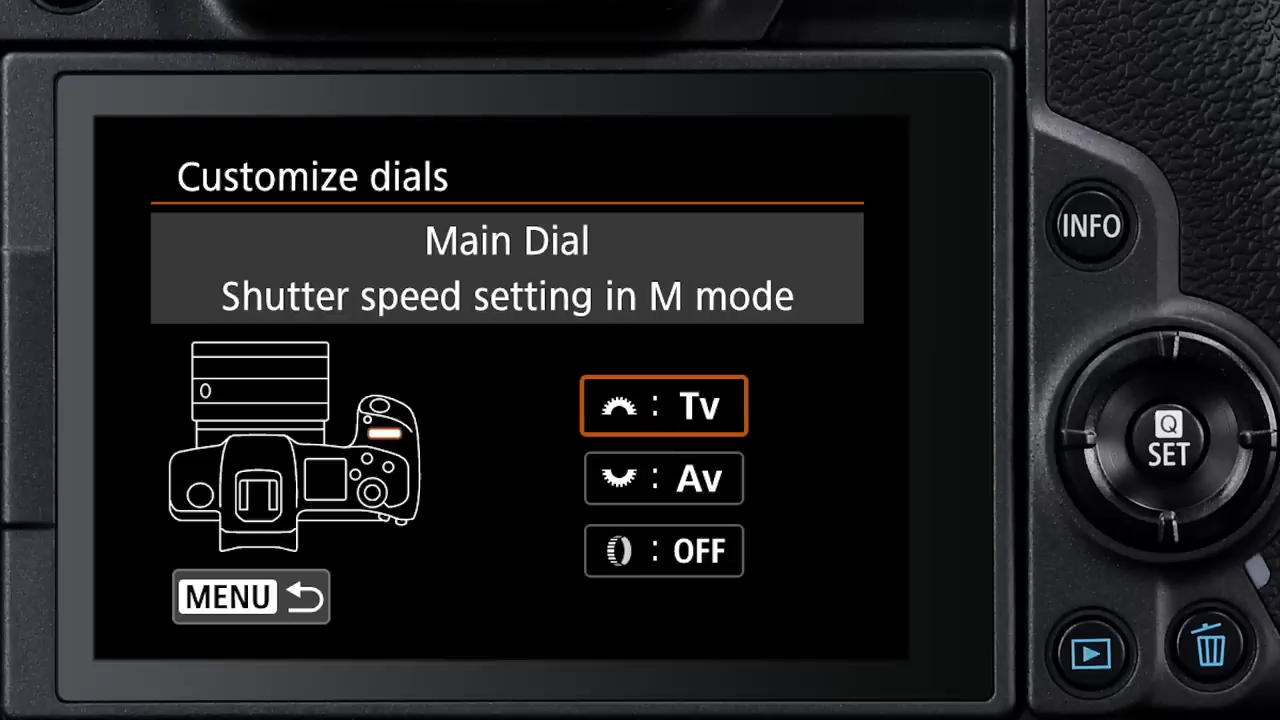 Customize dials
Main Dial
Shutter speed setting in M mode
: Tv
: Av
: OFF
MENU
INFO
Q
SET